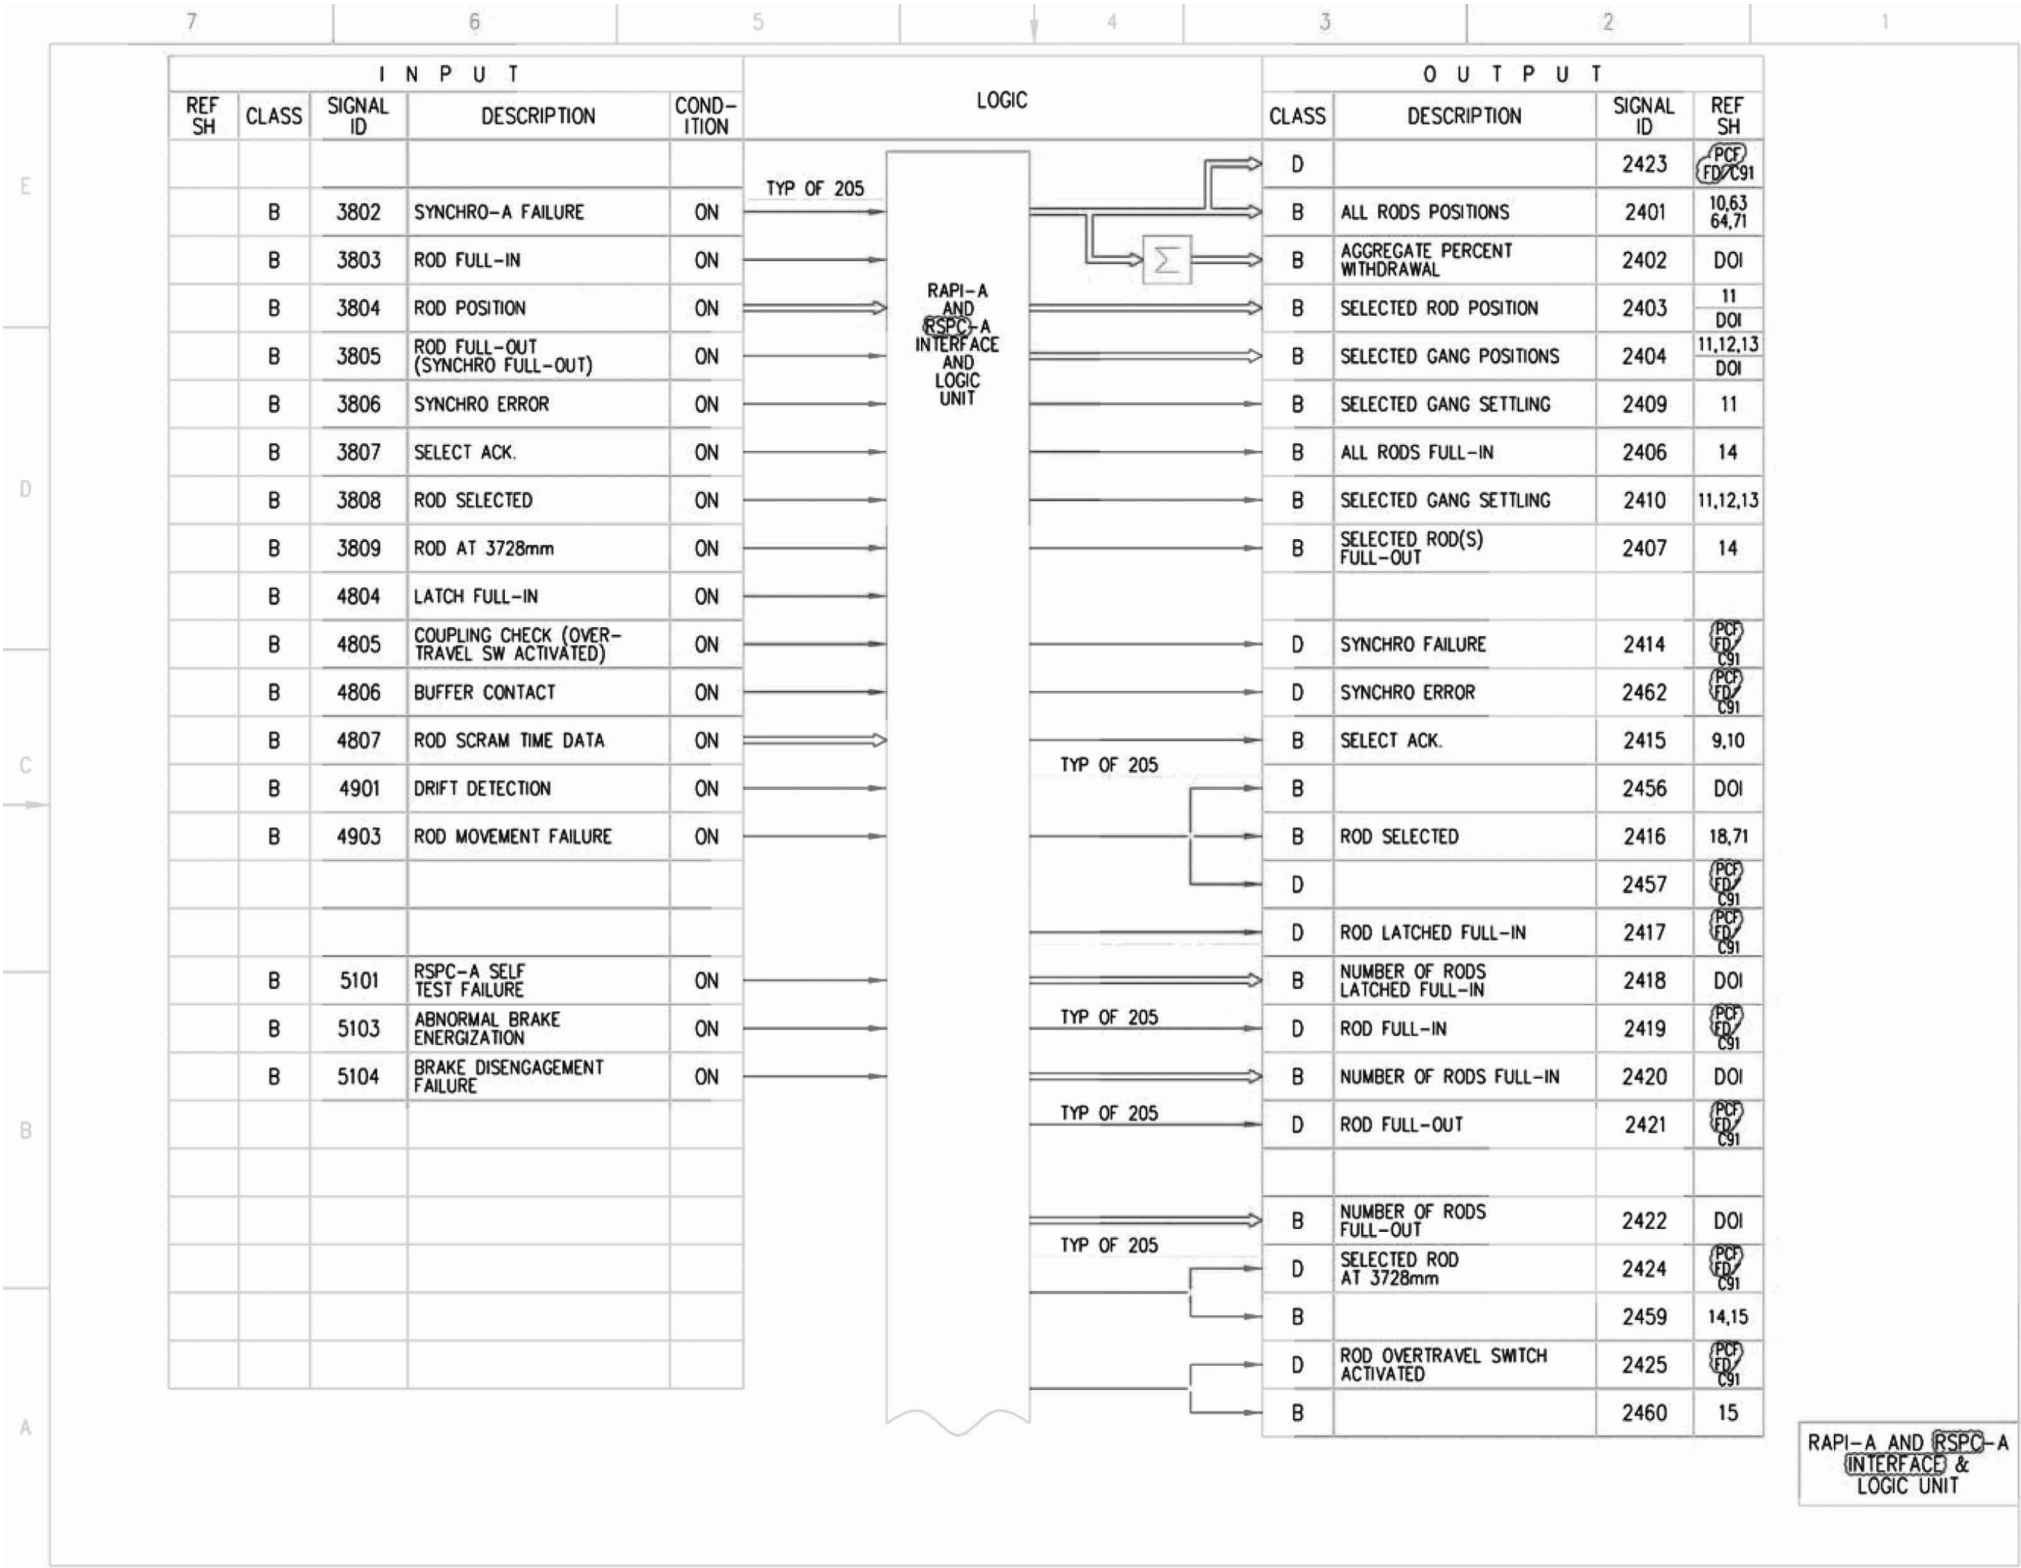 7 6 5 4 3 2 1
I N P U T
LOGIC
O U T P U T
REF SH CLASS SIGNAL ID DESCRIPTION COND-ITION
CLASS DESCRIPTION SIGNAL ID REF SH
E
D
C
B
A
TYP OF 205
B 3802 SYNCHRO-A FAILURE ON
B 3803 ROD FULL-IN ON
B 3804 ROD POSITION ON
B 3805 ROD FULL-OUT
(SYNCHRO FULL-OUT) ON
B 3806 SYNCHRO ERROR ON
B 3807 SELECT ACK. ON
B 3808 ROD SELECTED ON
B 3809 ROD AT 3728mm ON
B 4804 LATCH FULL-IN ON
B 4805 COUPLING CHECK (OVER-
TRAVEL SW ACTIVATED) ON
B 4806 BUFFER CONTACT ON
B 4807 ROD SCRAM TIME DATA ON
B 4901 DRIFT DETECTION ON
B 4903 ROD MOVEMENT FAILURE ON
B 5101 RSPC-A SELF
TEST FAILURE ON
B 5103 ABNORMAL BRAKE
ENERGIZATION ON
B 5104 BRAKE DISENGAGEMENT
FAILURE ON
RAPI-A
AND
RSPC-A
INTERFACE
AND
LOGIC
UNIT
Σ
D 2423 PCF
FD/C91
B ALL RODS POSITIONS 2401 10,63
64,71
B AGGREGATE PERCENT
WITHDRAWAL 2402 DOI
B SELECTED ROD POSITION 2403 11
DOI
B SELECTED GANG POSITIONS 2404 11,12,13
DOI
B SELECTED GANG SETTLING 2409 11
B ALL RODS FULL-IN 2406 14
B SELECTED GANG SETTLING 2410 11,12,13
B SELECTED ROD(S)
FULL-OUT 2407 14
D SYNCHRO FAILURE 2414 PCF
FD/
C91
D SYNCHRO ERROR 2462 PCF
FD/
C91
B SELECT ACK. 2415 9,10
TYP OF 205
B 2456 DOI
B ROD SELECTED 2416 18,71
D 2457 PCF
FD/
C91
D ROD LATCHED FULL-IN 2417 PCF
FD/
C91
B NUMBER OF RODS
LATCHED FULL-IN 2418 DOI
TYP OF 205
D ROD FULL-IN 2419 PCF
FD/
C91
B NUMBER OF RODS FULL-IN 2420 DOI
TYP OF 205
D ROD FULL-OUT 2421 PCF
FD/
C91
B NUMBER OF RODS
FULL-OUT 2422 DOI
TYP OF 205
D SELECTED ROD
AT 3728mm 2424 PCF
FD/
C91
B 2459 14,15
D ROD OVERTRAVEL SWITCH
ACTIVATED 2425 PCF
FD/
C91
B 2460 15
RAPI-A AND RSPC-A
INTERFACE &
LOGIC UNIT